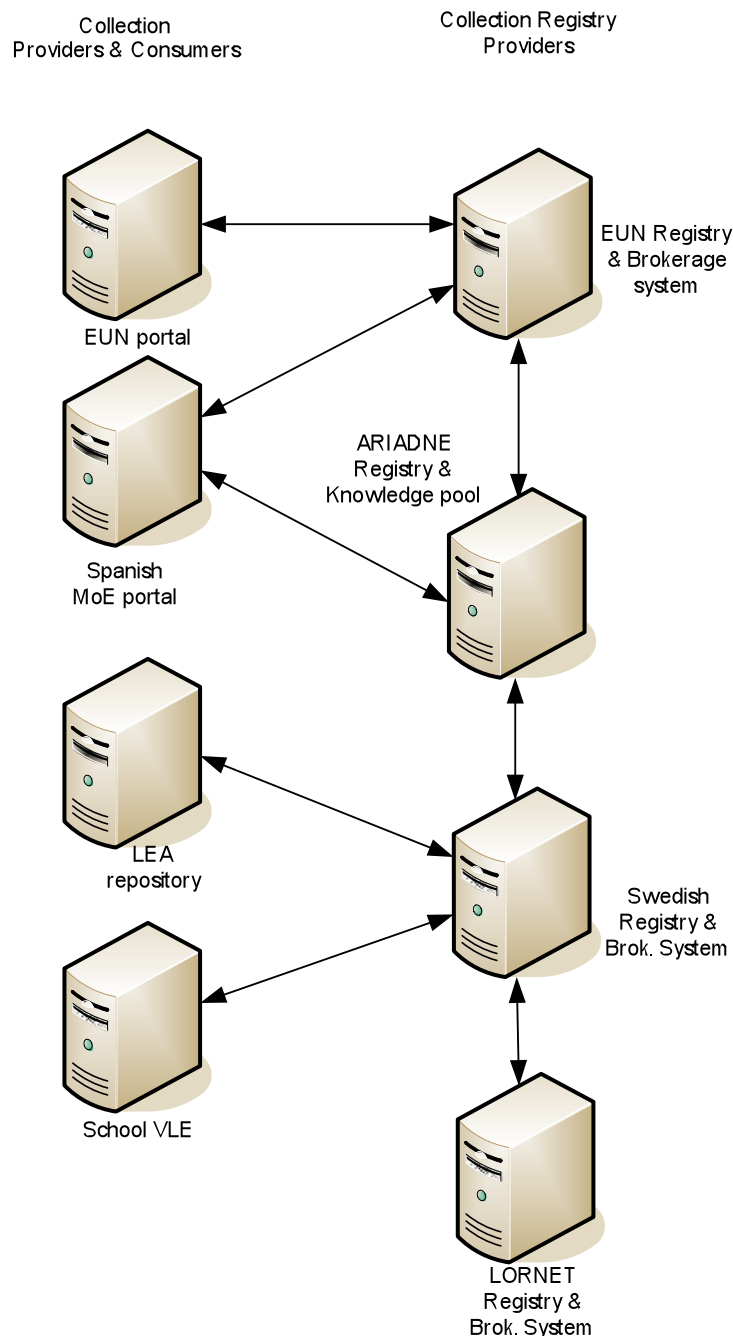 Collection
Providers & Consumers
Collection Registry
Providers
EUN Registry
& Brokerage
system
EUN portal
ARIADNE
Registry &
Knowledge pool
Spanish
MoE portal
LEA
repository
Swedish
Registry &
Brok. System
School VLE
LORNET
Registry &
Brok. System